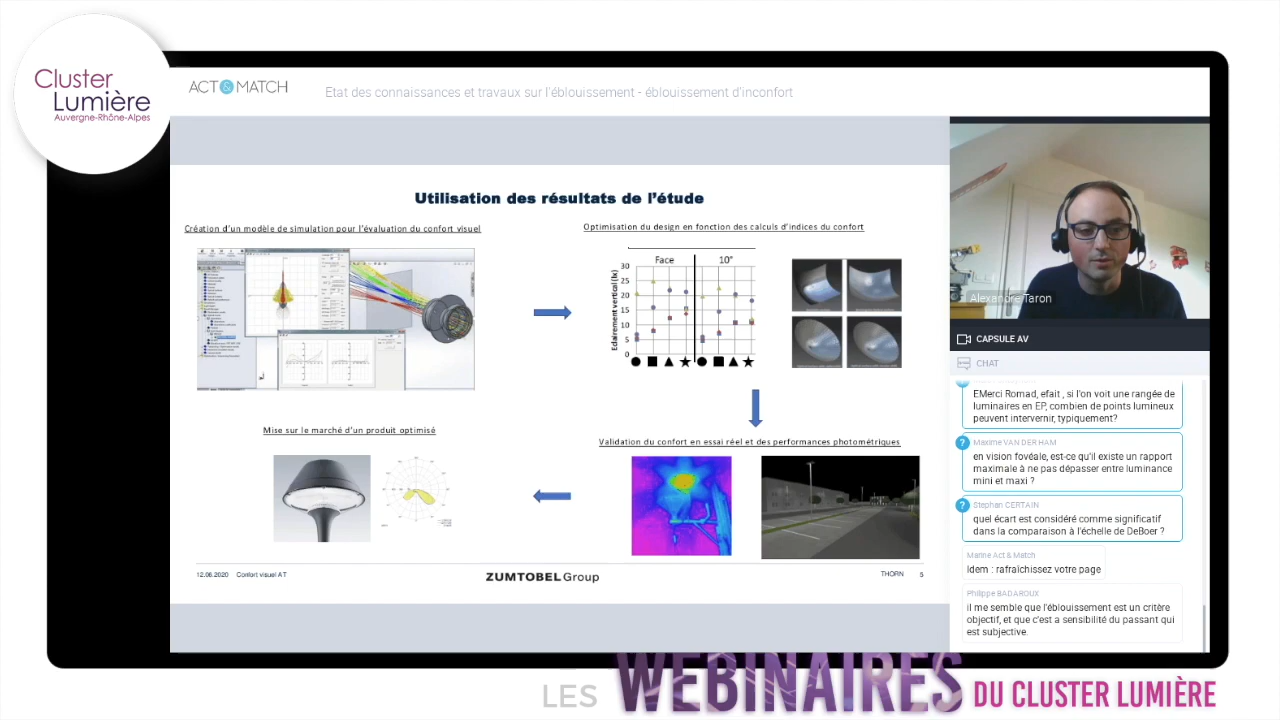 Cluster
Lumière
Auvergne-Rhône-Alpes
ACT & MATCH
Etat des connaissances et travaux sur l'éblouissement - éblouissement d'inconfort
Utilisation des résultats de l'étude
Création d'un modèle de simulation pour l'évaluation du confort visuel
Optimisation du design en fonction des calculs d'indices du confort
Face
10°
Eclairement vertical (lx)
30
25
20
15
10
5
0
Mise sur le marché d'un produit optimisé
Validation du confort en essai réel et des performances photométriques
12.06.2020 Confort visuel AT
ZUMTOBEL Group
THORN 5
Alexandre Taron
CAPSULE AV
CHAT
EMerci Romad, efait , si l'on voit une rangée de
luminaires en EP, combien de points lumineux
peuvent intervenir, typiquement?
? Maxime VAN DER HAM
en vision fovéale, est-ce qu'il existe un rapport
maximale à ne pas dépasser entre luminance
mini et maxi ?
? Stephan CERTAIN
quel écart est considéré comme significatif
dans la comparaison à l'échelle de DeBoer ?
Marine Act & Match
Idem : rafraîchissez votre page
Philippe BADAROUX
il me semble que l'éblouissement est un critère
objectif, et que c'est a sensibilité du passant qui
est subjective.
LES WEBINAIRES DU CLUSTER LUMIÈRE